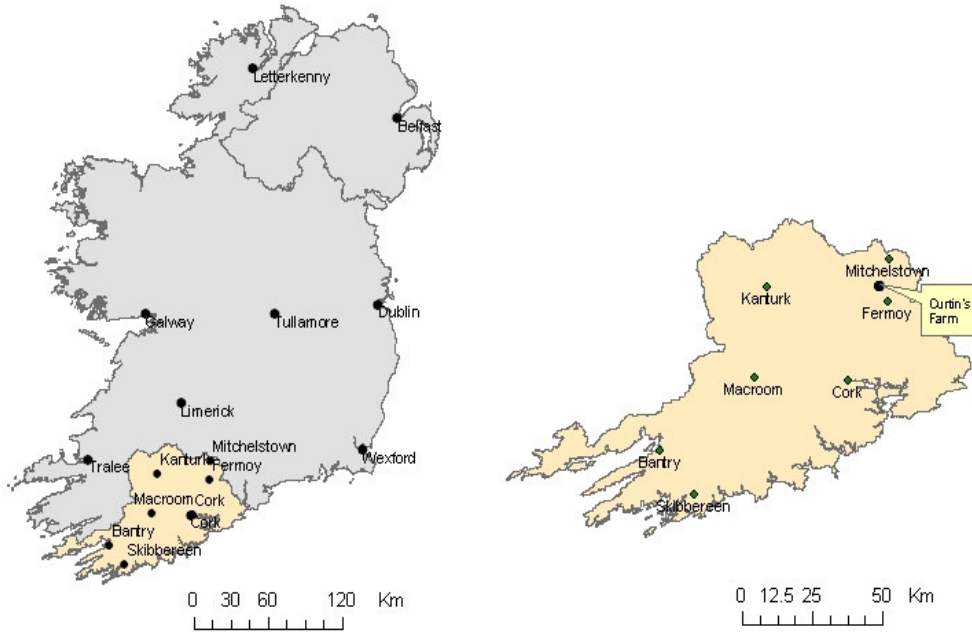 Letterkenny
Belfast
Galway
Tullamore
Dublin
Limerick
Tralee
Kanturk
Mitchelstown
Fermoy
Wexford
Macroom
Cork
Cork
Bantry
Skibbereen
0 30 60 120 Km
Mitchelstown
Kanturk
Curtin's
Farm
Fermoy
Macroom
Cork
Bantry
Skibbereen
0 12.5 25 50 Km